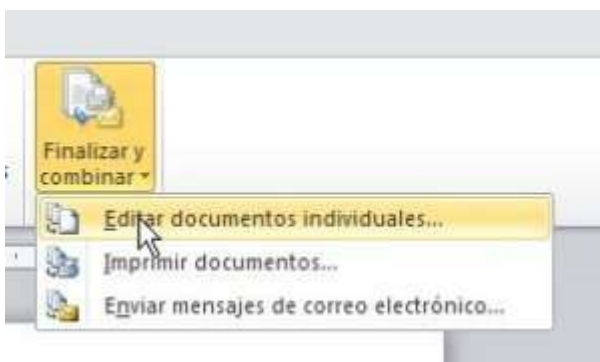 Finalizar y
combinar
Editar documentos individuales...
Imprimir documentos...
Enviar mensajes de correo electrónico...